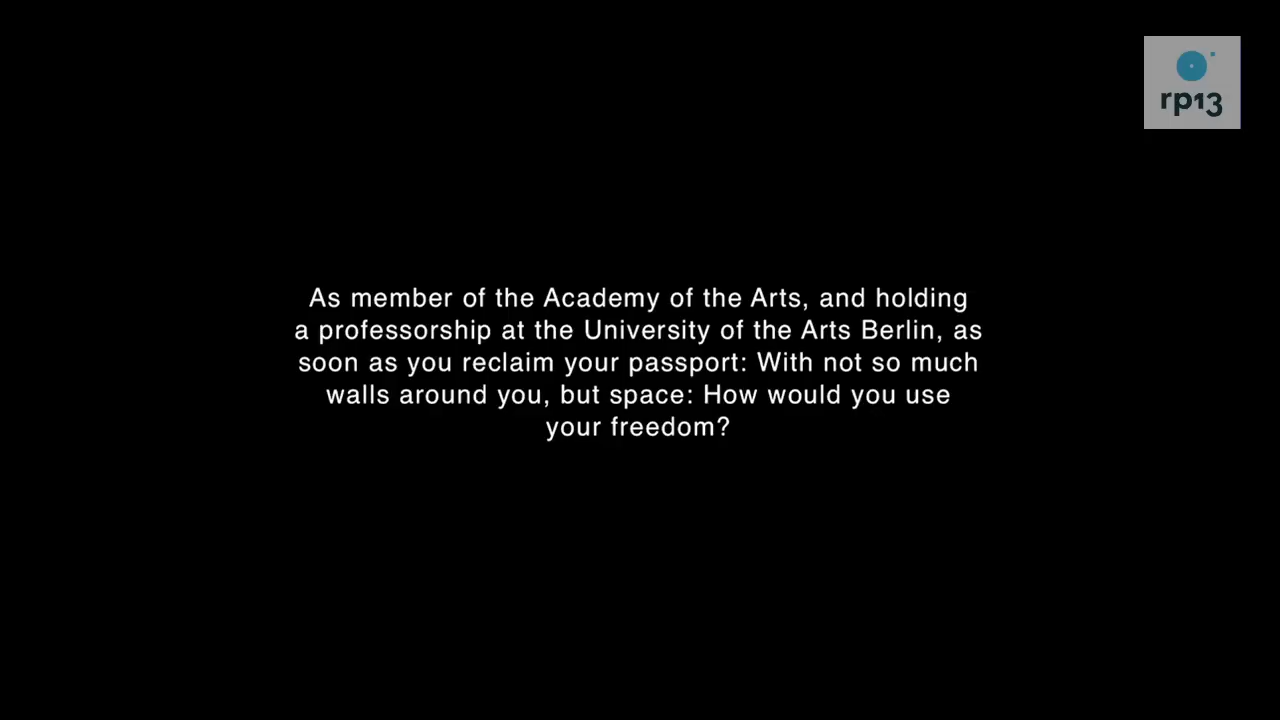 rp13
As member of the Academy of the Arts, and holding
a professorship at the University of the Arts Berlin, as
soon as you reclaim your passport: With not so much
walls around you, but space: How would you use
your freedom?